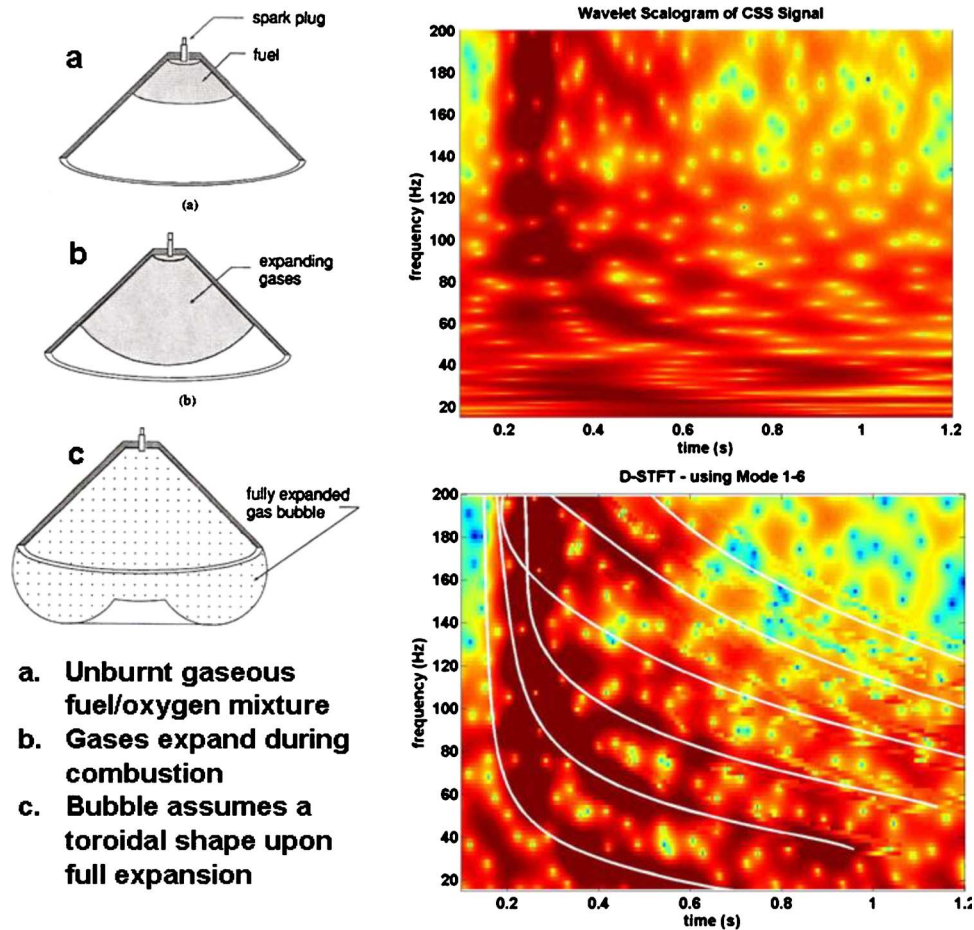 spark plug
a
fuel
(a)
b
expanding
gases
(b)
c
fully expanded
gas bubble
a. Unburnt gaseous
fuel/oxygen mixture
b. Gases expand during
combustion
c. Bubble assumes a
toroidal shape upon
full expansion
Wavelet Scalogram of CSS Signal
frequency (Hz)
200
180
160
140
120
100
80
60
40
20
0.2 0.4 0.6 0.8 1 1.2
time (s)
D-STFT - using Mode 1-6
frequency (Hz)
200
180
160
140
120
100
80
60
40
20
0.2 0.4 0.6 0.8 1 1.2
time (s)